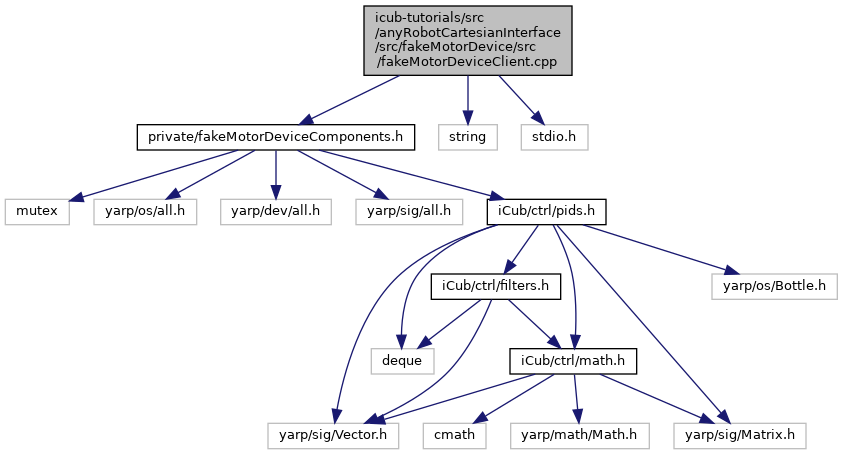 icub-tutorials/src
/anyRobotCartesianInterface
/src/fakeMotorDevice/src
/fakeMotorDeviceClient.cpp
private/fakeMotorDeviceComponents.h
string
stdio.h
mutex
yarp/os/all.h
yarp/dev/all.h
yarp/sig/all.h
iCub/ctrl/pids.h
iCub/ctrl/filters.h
yarp/os/Bottle.h
deque
iCub/ctrl/math.h
yarp/sig/Vector.h
cmath
yarp/math/Math.h
yarp/sig/Matrix.h